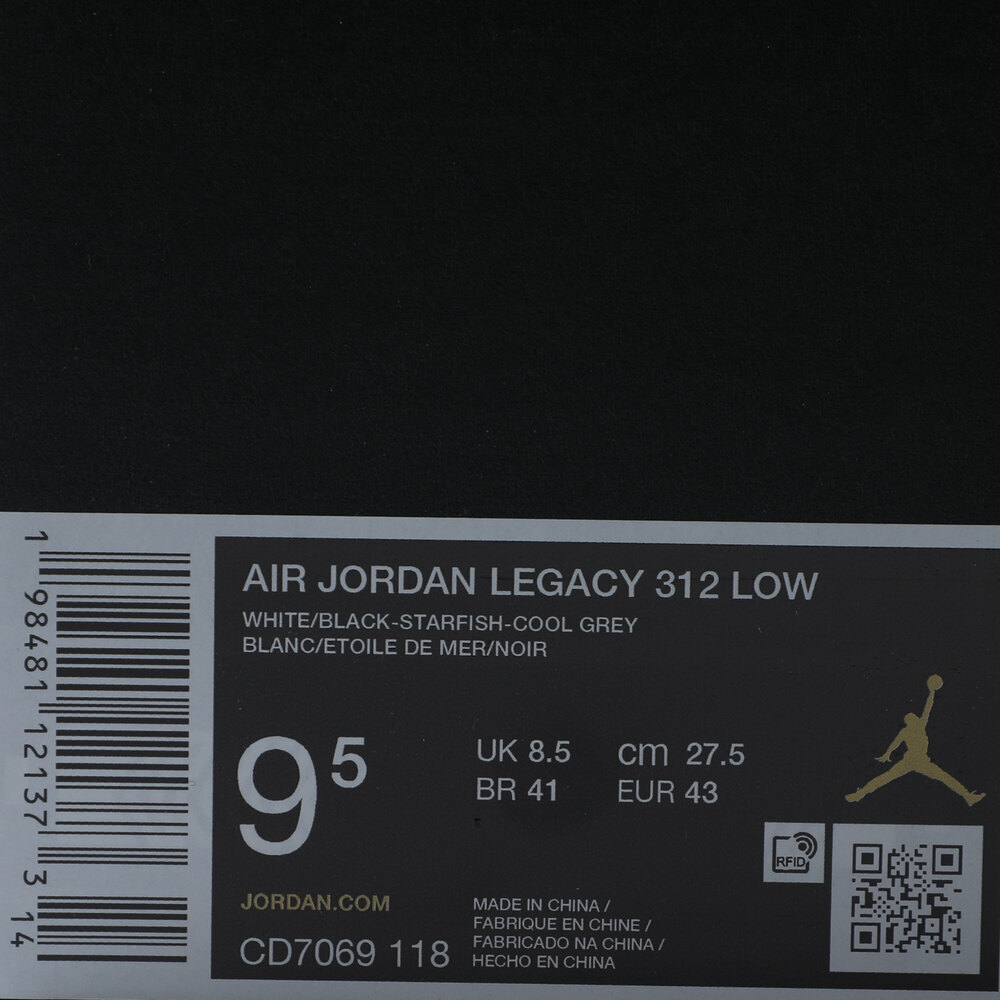 AIR JORDAN LEGACY 312 LOW
WHITE/BLACK-STARFISH-COOL GREY
BLANC/ETOILE DE MER/NOIR
9⁵
UK 8.5 cm 27.5
BR 41 EUR 43
RFID
JORDAN.COM
CD7069 118
MADE IN CHINA /
FABRIQUE EN CHINE /
FABRICADO NA CHINA /
HECHO EN CHINA
1 98481 12137 3 14